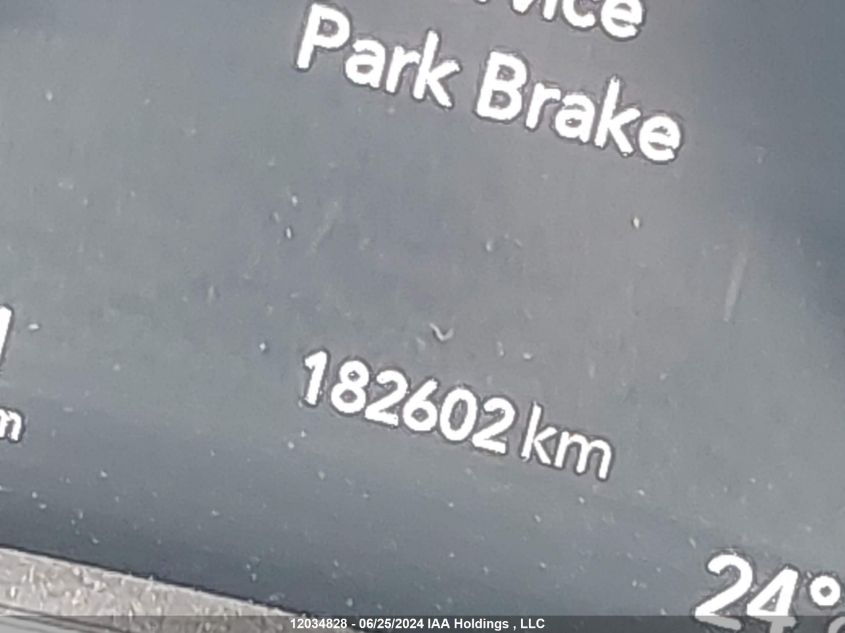 Park Brake
182602 km
24°
12034828 - 06/25/2024 IAA Holdings , LLC